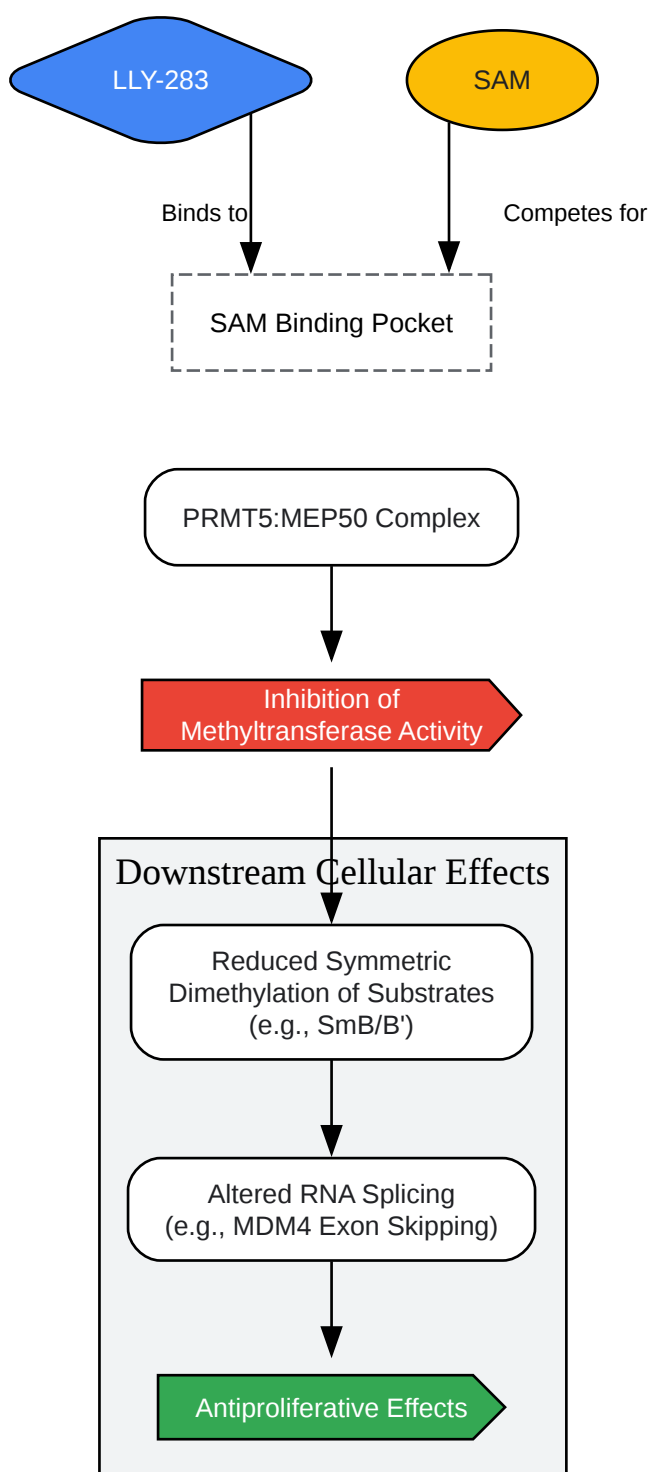 LLY-283
SAM
Binds to
Competes for
SAM Binding Pocket
PRMT5:MEP50 Complex
Inhibition of
Methyltransferase Activity
Downstream Cellular Effects
Reduced Symmetric
Dimethylation of Substrates
(e.g., SmB/B')
Altered RNA Splicing
(e.g., MDM4 Exon Skipping)
Antiproliferative Effects